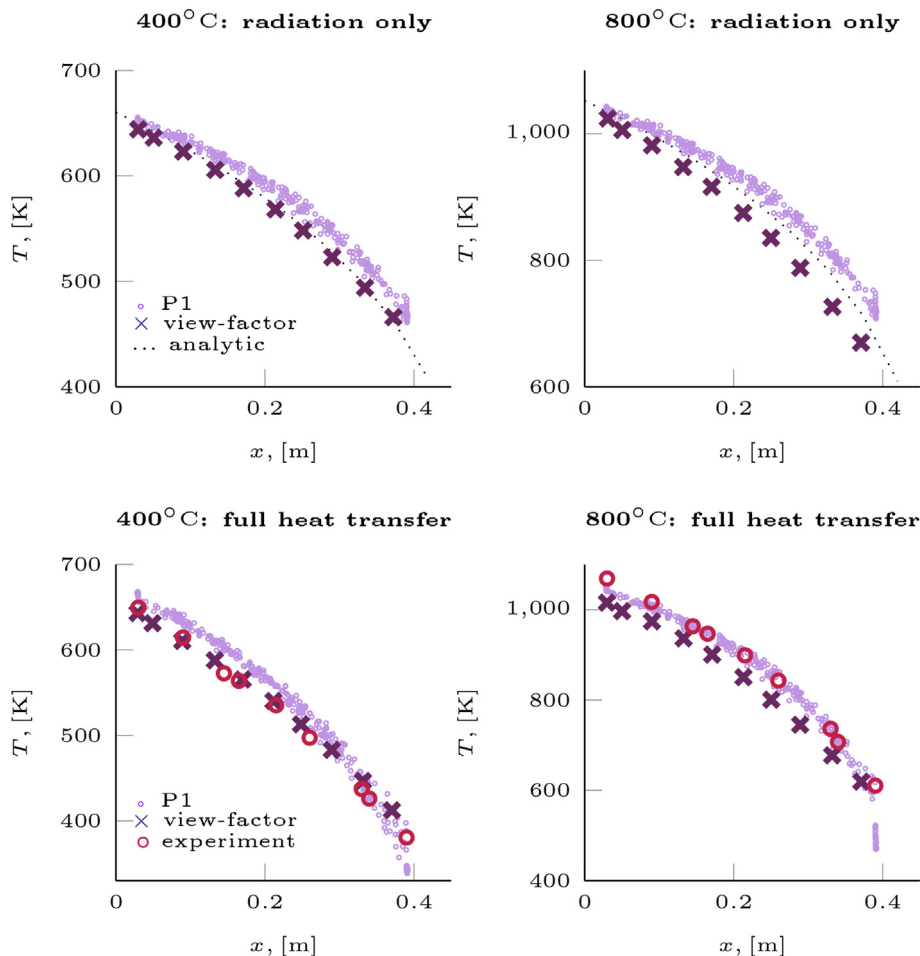 400°C: radiation only
700
600
500
400
T, [K]
P1
view-factor
... analytic
0
0.2
0.4
x, [m]
800°C: radiation only
1,000
800
600
T, [K]
0
0.2
0.4
x, [m]
400°C: full heat transfer
700
600
500
400
T, [K]
P1
view-factor
experiment
0
0.2
0.4
x, [m]
800°C: full heat transfer
1,000
800
600
400
T, [K]
0
0.2
0.4
x, [m]